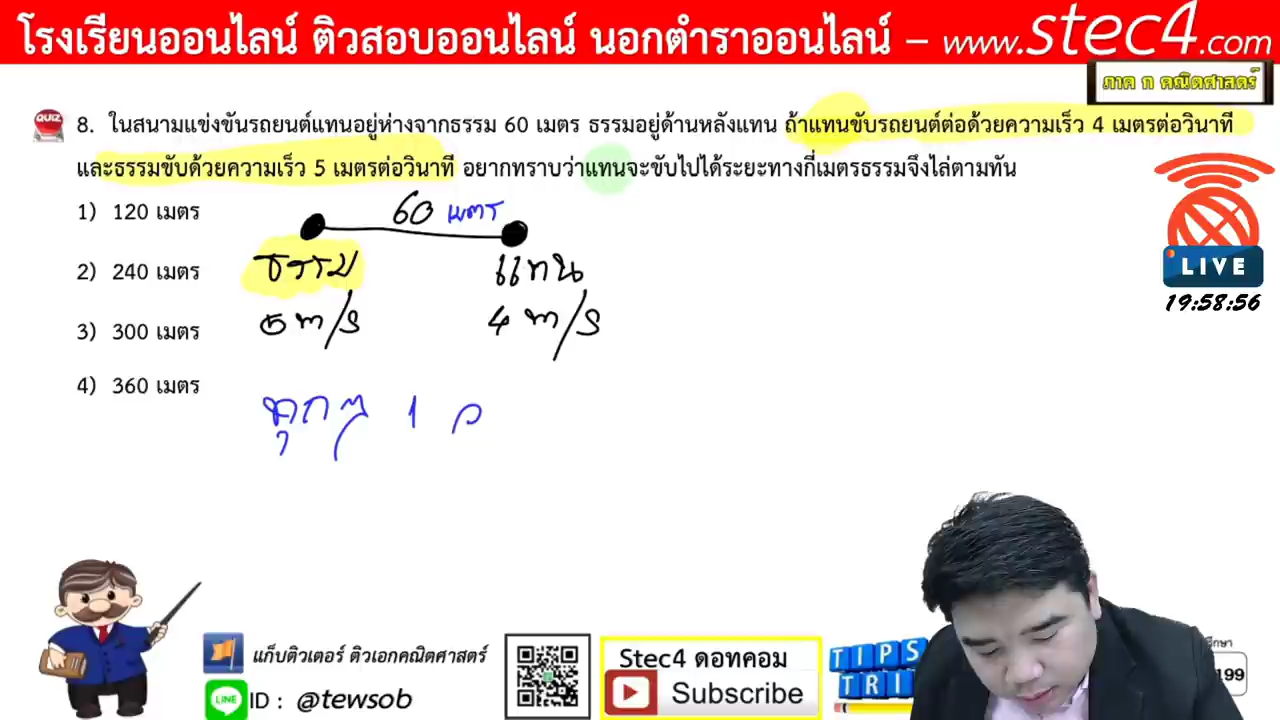 โรงเรียนออนไลน์ ติวสอบออนไลน์ นอกตำราออนไลน์ – www.stec4.com
ภาค ก คณิตศาสตร์
QUIZ
8. ในสนามแข่งขันรถยนต์แทนอยู่ห่างจากธรรม 60 เมตร ธรรมอยู่ด้านหลังแทน ถ้าแทนขับรถยนต์ต่อด้วยความเร็ว 4 เมตรต่อวินาที
และธรรมขับด้วยความเร็ว 5 เมตรต่อวินาที อยากทราบว่าแทนจะขับไปได้ระยะทางกี่เมตรธรรมจึงไล่ตามทัน
1) 120 เมตร
60 เมตร
2) 240 เมตร
ธรรม แทน
LIVE
19:58:56
3) 300 เมตร
5 m/s 4 m/s
4) 360 เมตร
ทุกๆ 1 ว
แก็บติวเตอร์ ติวเอกคณิตศาสตร์
Stec4 ดอทคอม
TIPS
LINE ID : @tewsob
Subscribe
TRI
199